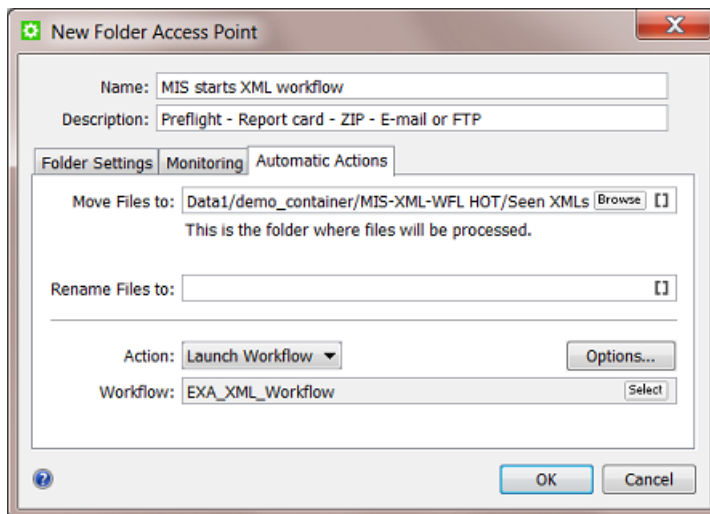 New Folder Access Point
Name: MIS starts XML workflow
Description: Preflight - Report card - ZIP - E-mail or FTP
Folder Settings Monitoring Automatic Actions
Move Files to: Data1/demo_container/MIS-XML-WFL HOT/Seen XMLs Browse []
This is the folder where files will be processed.
Rename Files to: []
Action: Launch Workflow Options...
Workflow: EXA_XML_Workflow Select
? OK Cancel